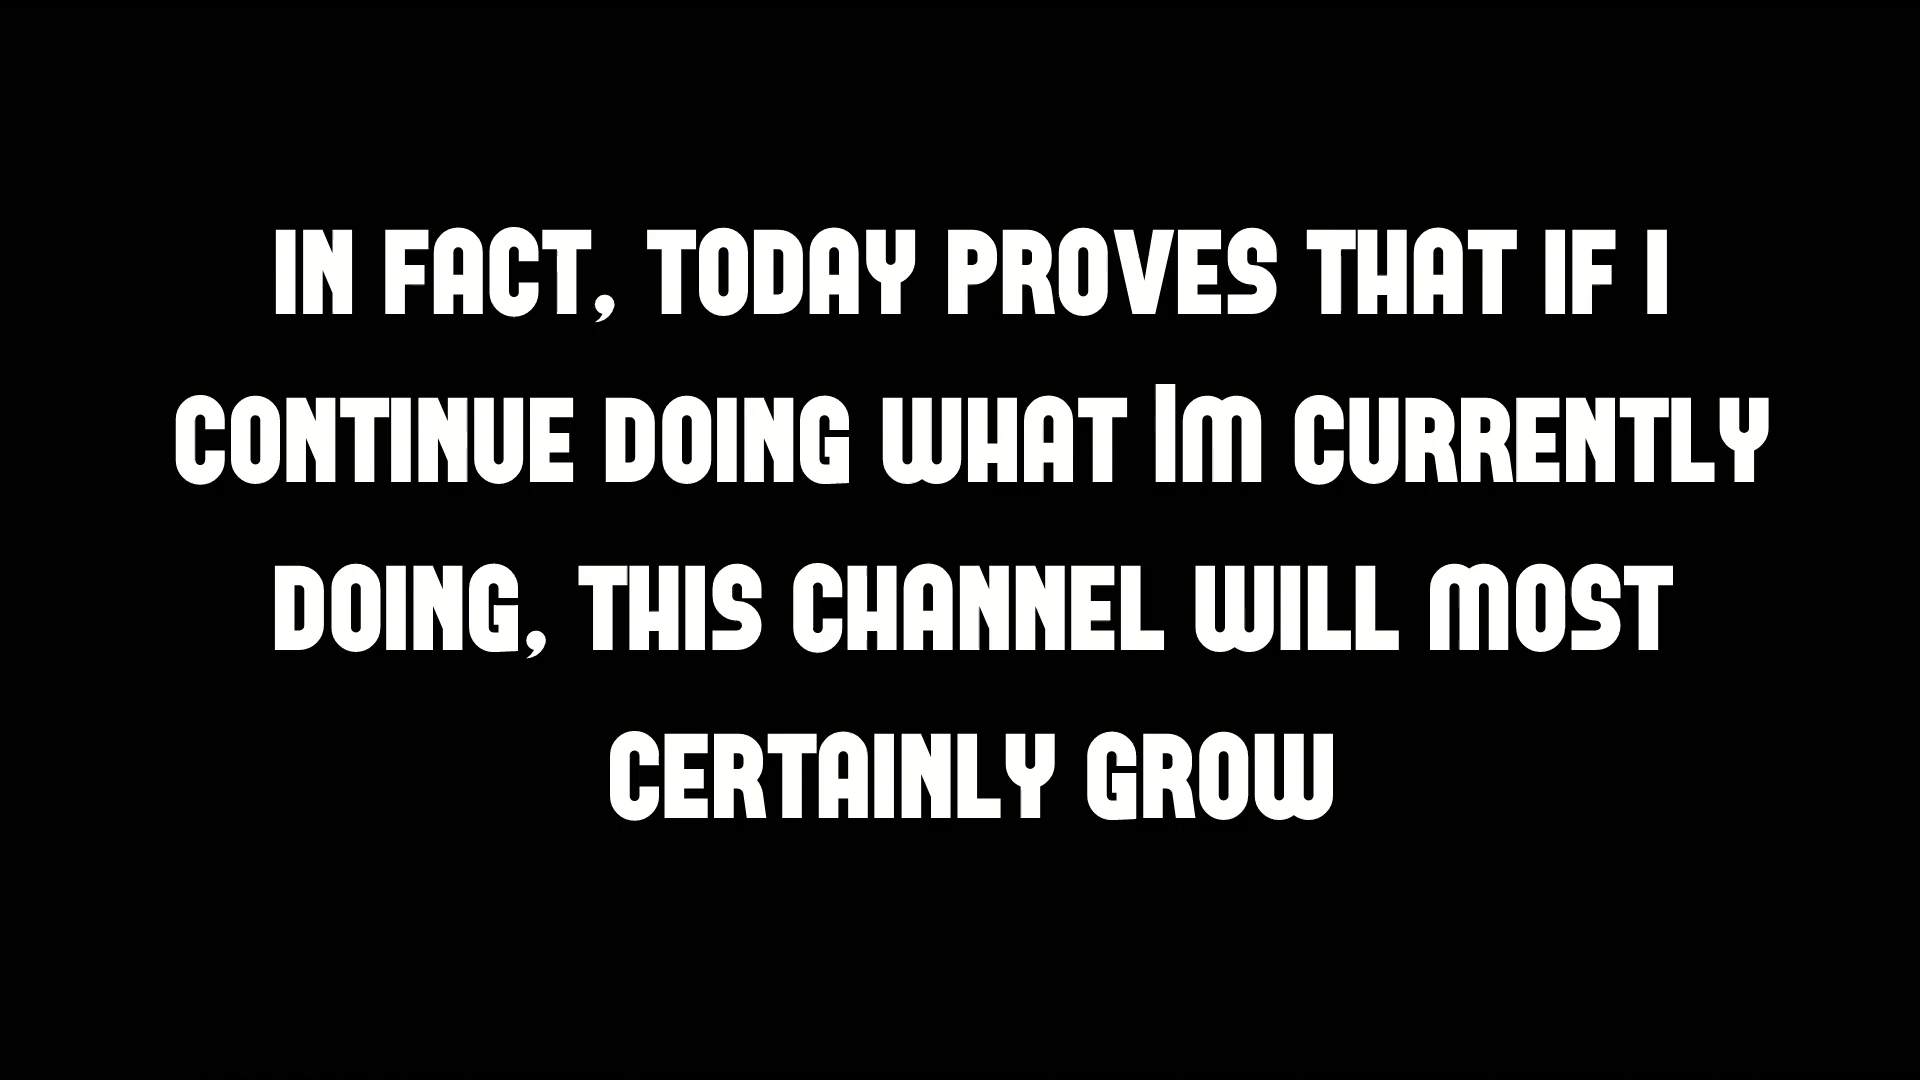 IN FACT, TODAY PROVES THAT IF I
CONTINUE DOING WHAT IM CURRENTLY
DOING, THIS CHANNEL WILL MOST
CERTAINLY GROW